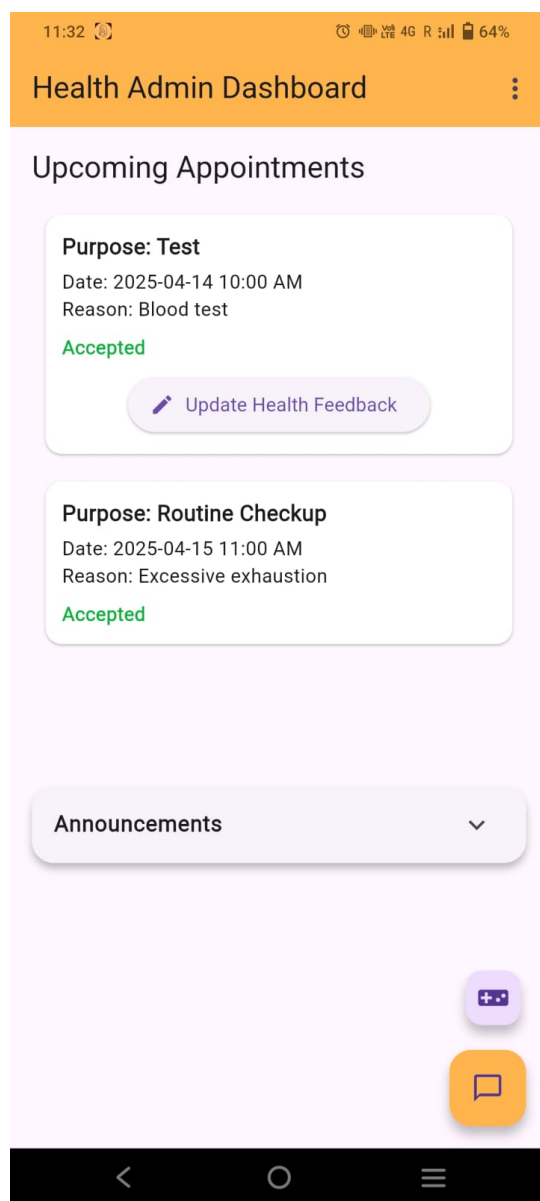 11:32
VoD LTE 4G R 64%
Health Admin Dashboard
Upcoming Appointments
Purpose: Test
Date: 2025-04-14 10:00 AM
Reason: Blood test
Accepted
Update Health Feedback
Purpose: Routine Checkup
Date: 2025-04-15 11:00 AM
Reason: Excessive exhaustion
Accepted
Announcements